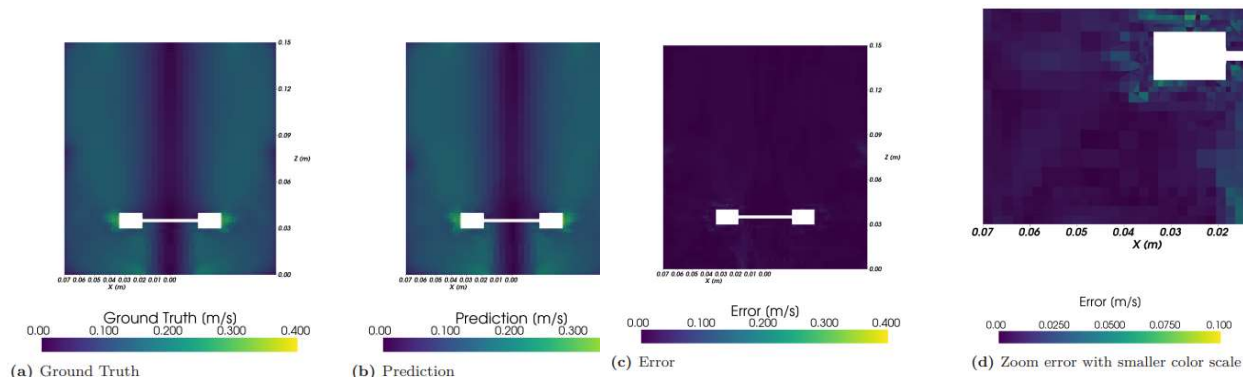 0.15
0.12
0.09
Z (m)
0.06
0.03
0.00
0.07 0.06 0.05 0.04 0.03 0.02 0.01 0.00
X (m)
Ground Truth (m/s)
0.00 0.100 0.200 0.300 0.400
(a) Ground Truth
0.07 0.06 0.05 0.04 0.03 0.02 0.01 0.00
X (m)
Prediction (m/s)
0.00 0.100 0.200 0.300
(b) Prediction
0.15
0.12
0.09
Z (m)
0.06
0.03
0.00
0.07 0.06 0.05 0.04 0.03 0.02 0.01 0.00
X (m)
Error (m/s)
0.00 0.100 0.200 0.300 0.400
(c) Error
0.07 0.06 0.05 0.04 0.03 0.02
X (m)
Error (m/s)
0.00 0.0250 0.0500 0.0750 0.100
(d) Zoom error with smaller color scale